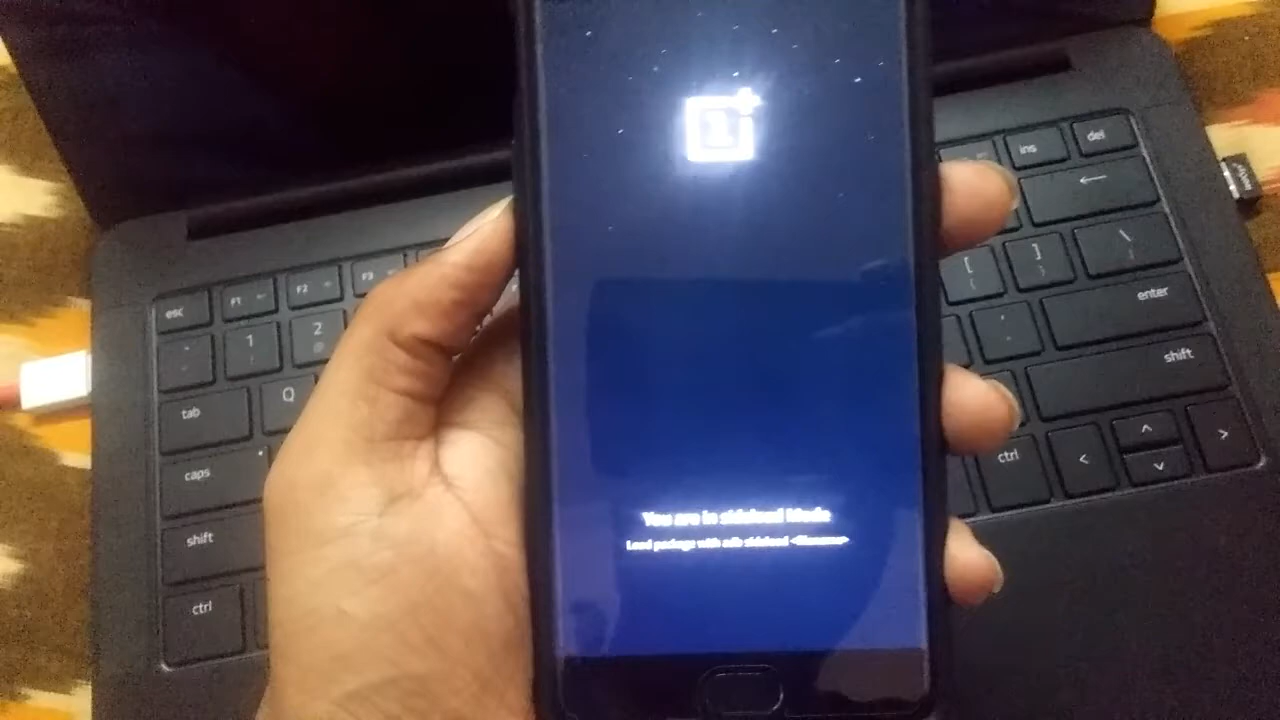 You are in sideload Mode
Load package with adb sideload <filename>
ins
del
esc
F1
F2
F3
←
[
{
]
}
\
|
1
2
@
enter
tab
Q
shift
caps
ctrl
<
^
v
>
shift
ctrl